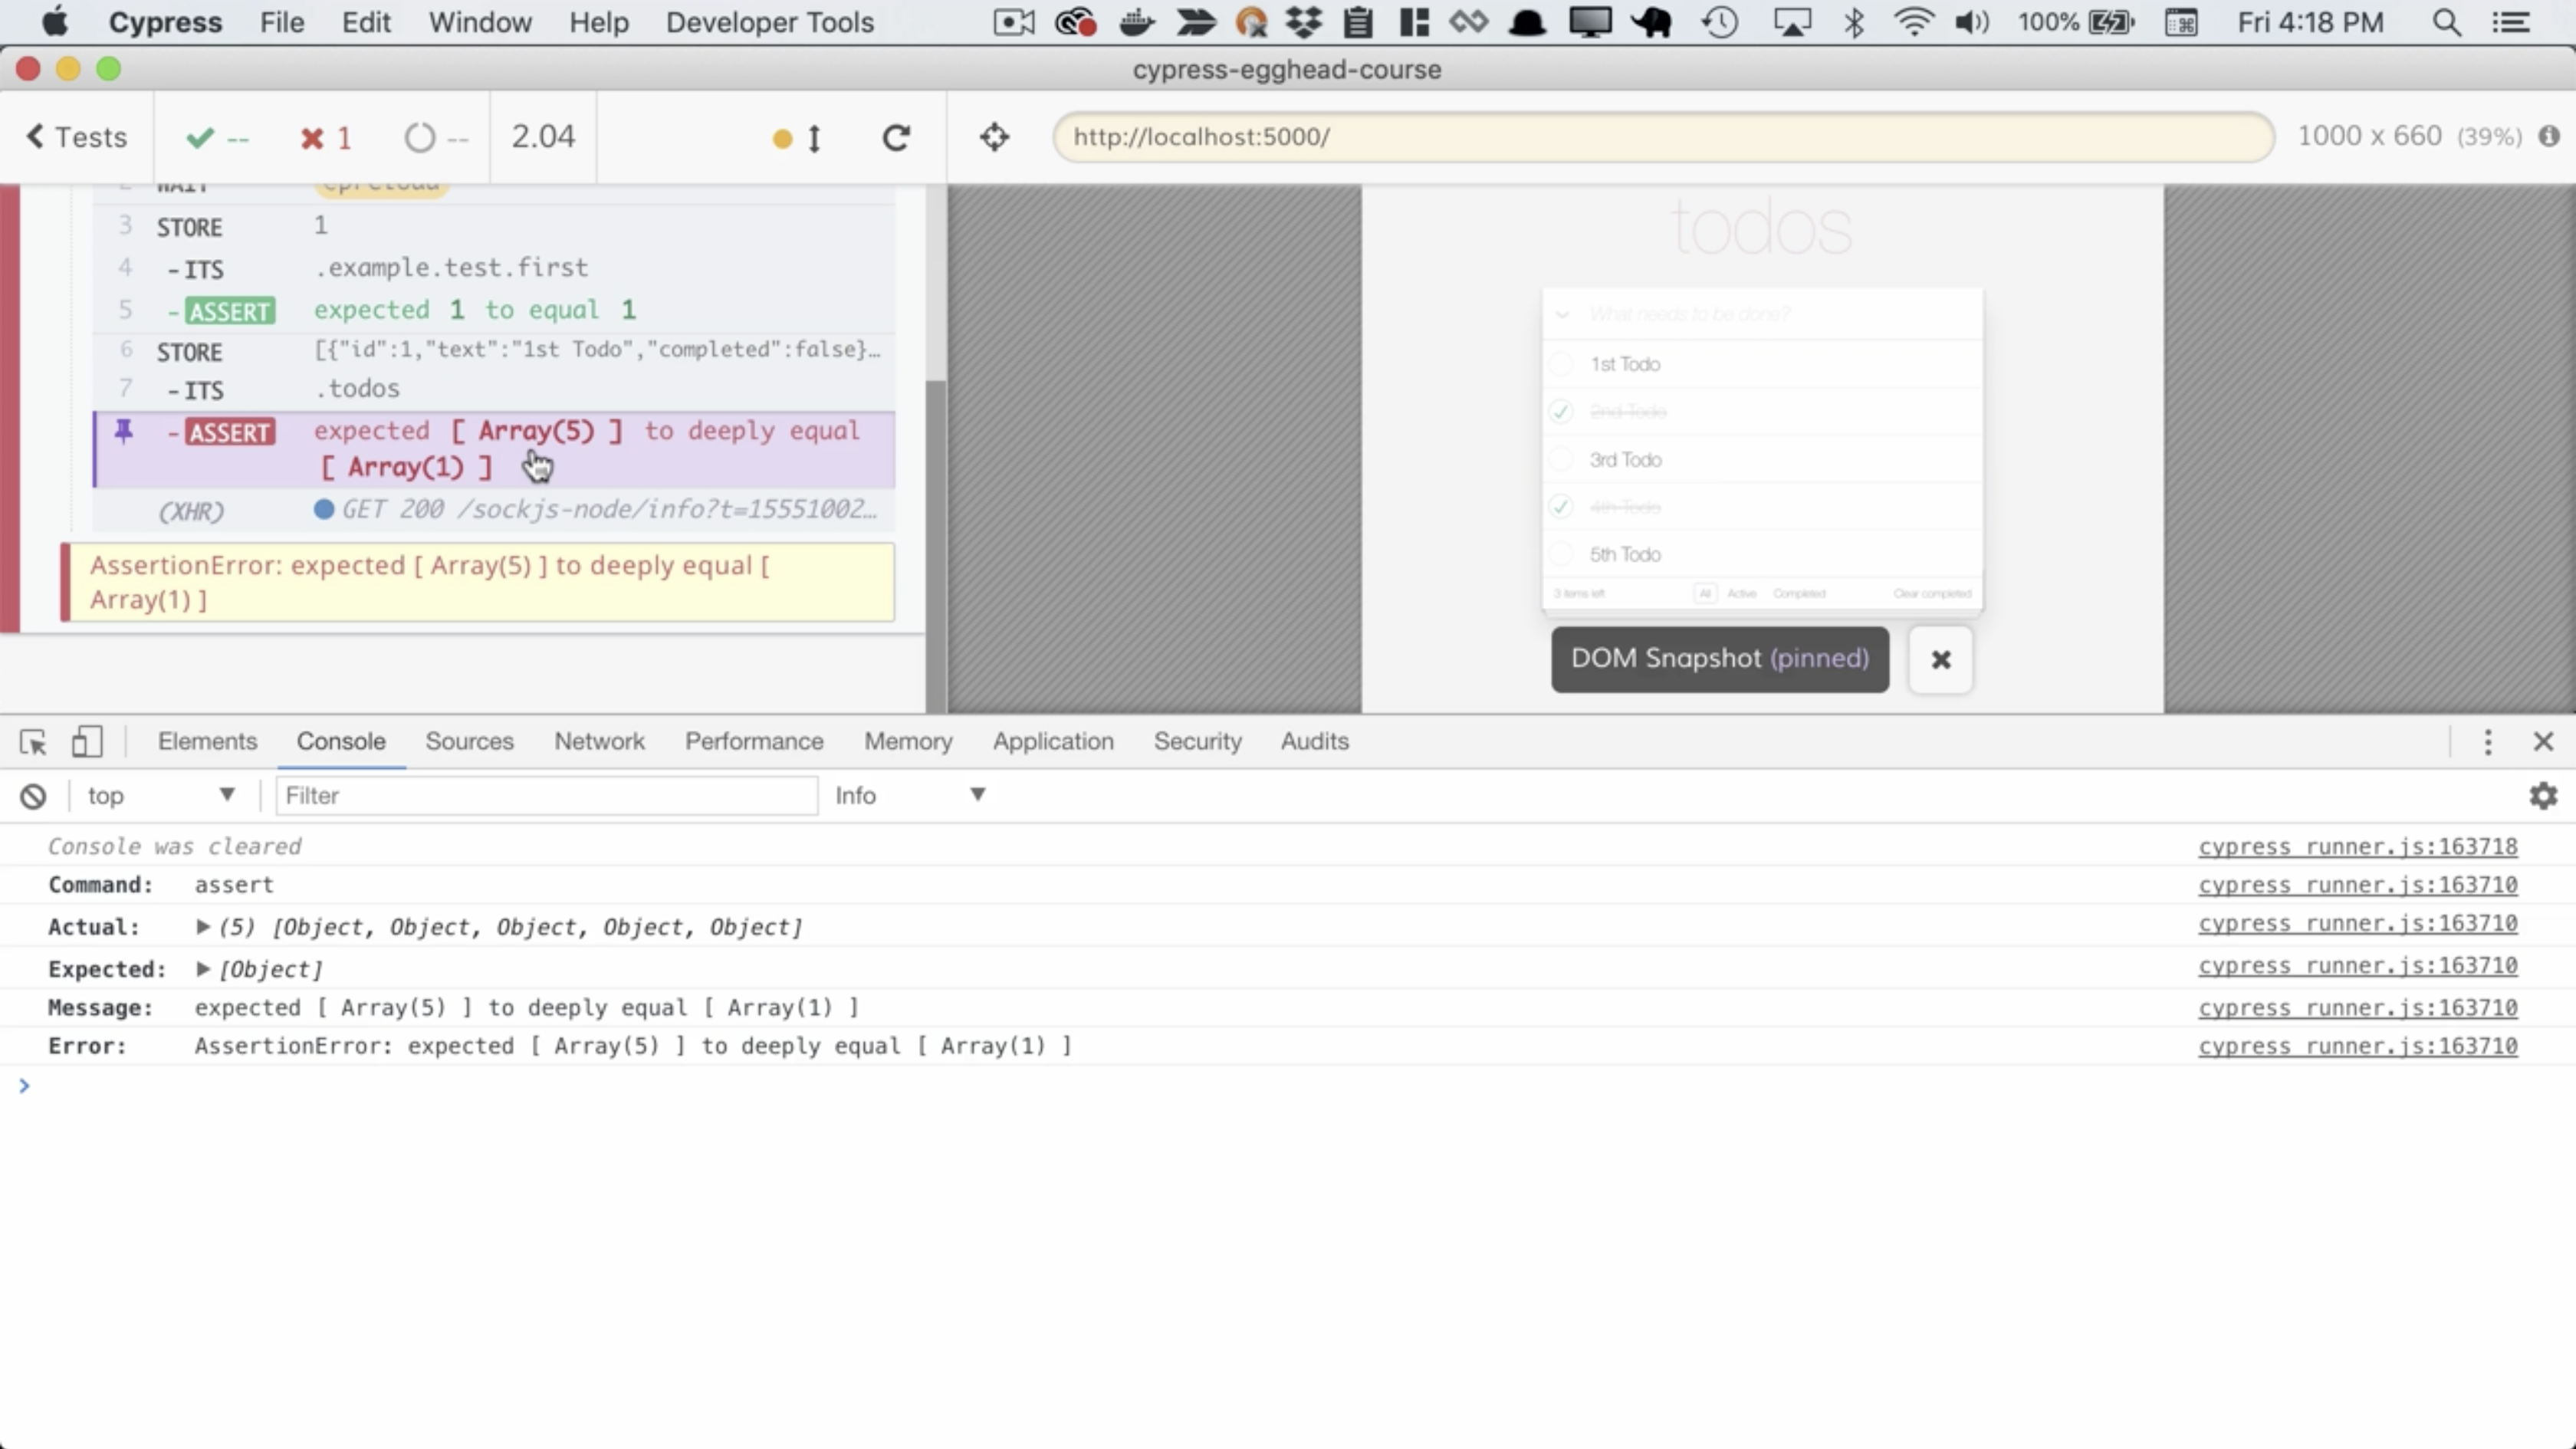 Cypress File Edit Window Help Developer Tools 100% Fri 4:18 PM
cypress-egghead-course
Tests -- 1 -- 2.04 http://localhost:5000/ 1000 x 660 (39%)
2 WAIT @preload
3 STORE 1
4 - ITS .example.test.first
5 - ASSERT expected 1 to equal 1
6 STORE [{"id":1,"text":"1st Todo","completed":false}…
7 - ITS .todos
- ASSERT expected [ Array(5) ] to deeply equal
[ Array(1) ]
(XHR) GET 200 /sockjs-node/info?t=15551002…
AssertionError: expected [ Array(5) ] to deeply equal [
Array(1) ]
todos
What needs to be done?
1st Todo
2nd Todo
3rd Todo
4th Todo
5th Todo
3 items left All Active Completed Clear completed
DOM Snapshot (pinned)
Elements Console Sources Network Performance Memory Application Security Audits
top Filter Info
Console was cleared cypress_runner.js:163718
Command: assert cypress_runner.js:163710
Actual: (5) [Object, Object, Object, Object, Object] cypress_runner.js:163710
Expected: [Object] cypress_runner.js:163710
Message: expected [ Array(5) ] to deeply equal [ Array(1) ] cypress_runner.js:163710
Error: AssertionError: expected [ Array(5) ] to deeply equal [ Array(1) ] cypress_runner.js:163710